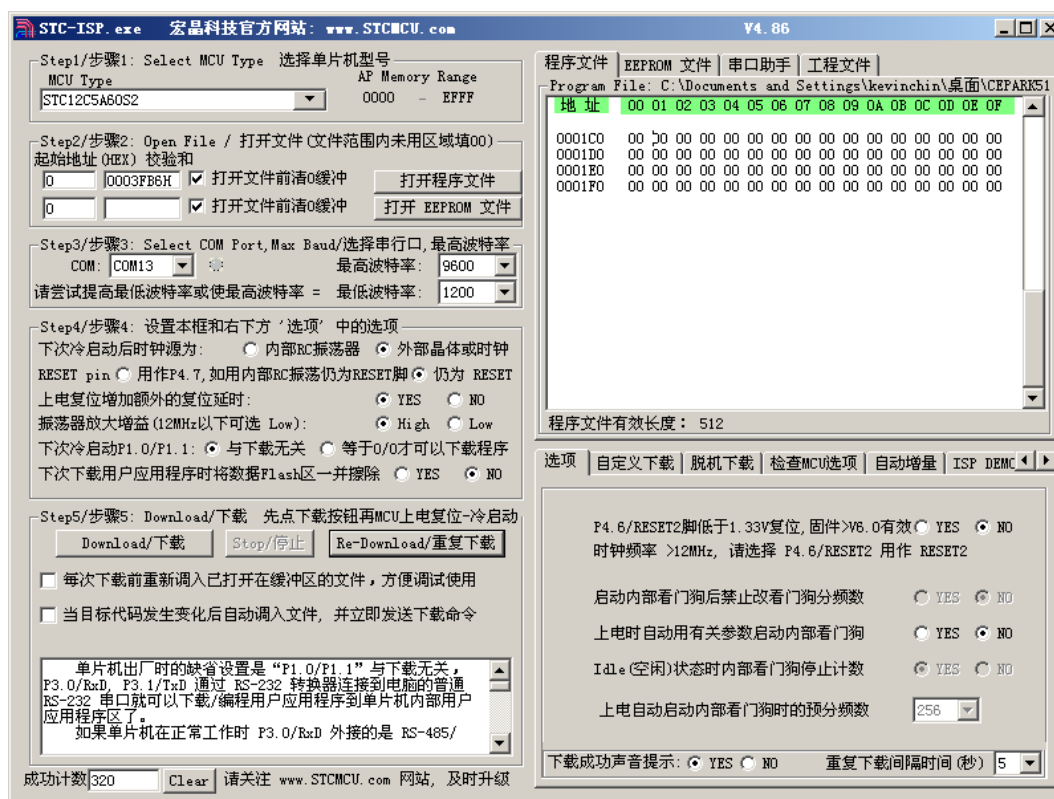 STC-ISP.exe 宏晶科技官方网站: www.STCMCU.com V4.86
Step1/步骤1: Select MCU Type 选择单片机型号
MCU Type AP Memory Range
STC12C5A60S2 0000 - EFFF
Step2/步骤2: Open File / 打开文件(文件范围内未用区域填00)
起始地址(HEX) 校验和
0 0003FB6H 打开文件前清0缓冲 打开程序文件
0 打开文件前清0缓冲 打开 EEPROM 文件
Step3/步骤3: Select COM Port,Max Baud/选择串行口,最高波特率
COM: COM13 最高波特率: 9600
请尝试提高最低波特率或使最高波特率 = 最低波特率: 1200
Step4/步骤4: 设置本框和右下方 '选项' 中的选项
下次冷启动后时钟源为: 内部RC振荡器 外部晶体或时钟
RESET pin 用作P4.7,如用内部RC振荡仍为RESET脚 仍为 RESET
上电复位增加额外的复位延时: YES NO
振荡器放大增益(12MHz以下可选 Low): High Low
下次冷启动P1.0/P1.1: 与下载无关 等于0/0才可以下载程序
下次下载用户应用程序时将数据Flash区一并擦除 YES NO
Step5/步骤5: Download/下载 先点下载按钮再MCU上电复位-冷启动
Download/下载 Stop/停止 Re-Download/重复下载
每次下载前重新调入已打开在缓冲区的文件，方便调试使用
当目标代码发生变化后自动调入文件, 并立即发送下载命令
单片机出厂时的缺省设置是“P1.0/P1.1”与下载无关，
P3.0/RxD, P3.1/TxD 通过 RS-232 转换器连接到电脑的普通
RS-232 串口就可以下载/编程用户应用程序到单片机内部用户
应用程序区了。
如果单片机在正常工作时 P3.0/RxD 外接的是 RS-485/
成功计数 320 Clear 请关注 www.STCMCU.com 网站, 及时升级
程序文件 EEPROM 文件 串口助手 工程文件
Program File: C:\Documents and Settings\kevinchin\桌面\CEPARK51
地 址 00 01 02 03 04 05 06 07 08 09 0A 0B 0C 0D 0E 0F
0001C0 00 00 00 00 00 00 00 00 00 00 00 00 00 00 00 00
0001D0 00 00 00 00 00 00 00 00 00 00 00 00 00 00 00 00
0001E0 00 00 00 00 00 00 00 00 00 00 00 00 00 00 00 00
0001F0 00 00 00 00 00 00 00 00 00 00 00 00 00 00 00 00
程序文件有效长度: 512
选项 自定义下载 脱机下载 检查MCU选项 自动增量 ISP DEMO
P4.6/RESET2脚低于1.33V复位,固件>V6.0有效 YES NO
时钟频率 >12MHz, 请选择 P4.6/RESET2 用作 RESET2
启动内部看门狗后禁止改看门狗分频数 YES NO
上电时自动用有关参数启动内部看门狗 YES NO
Idle(空闲)状态时内部看门狗停止计数 YES NO
上电自动启动内部看门狗时的预分频数 256
下载成功声音提示: YES NO 重复下载间隔时间(秒) 5